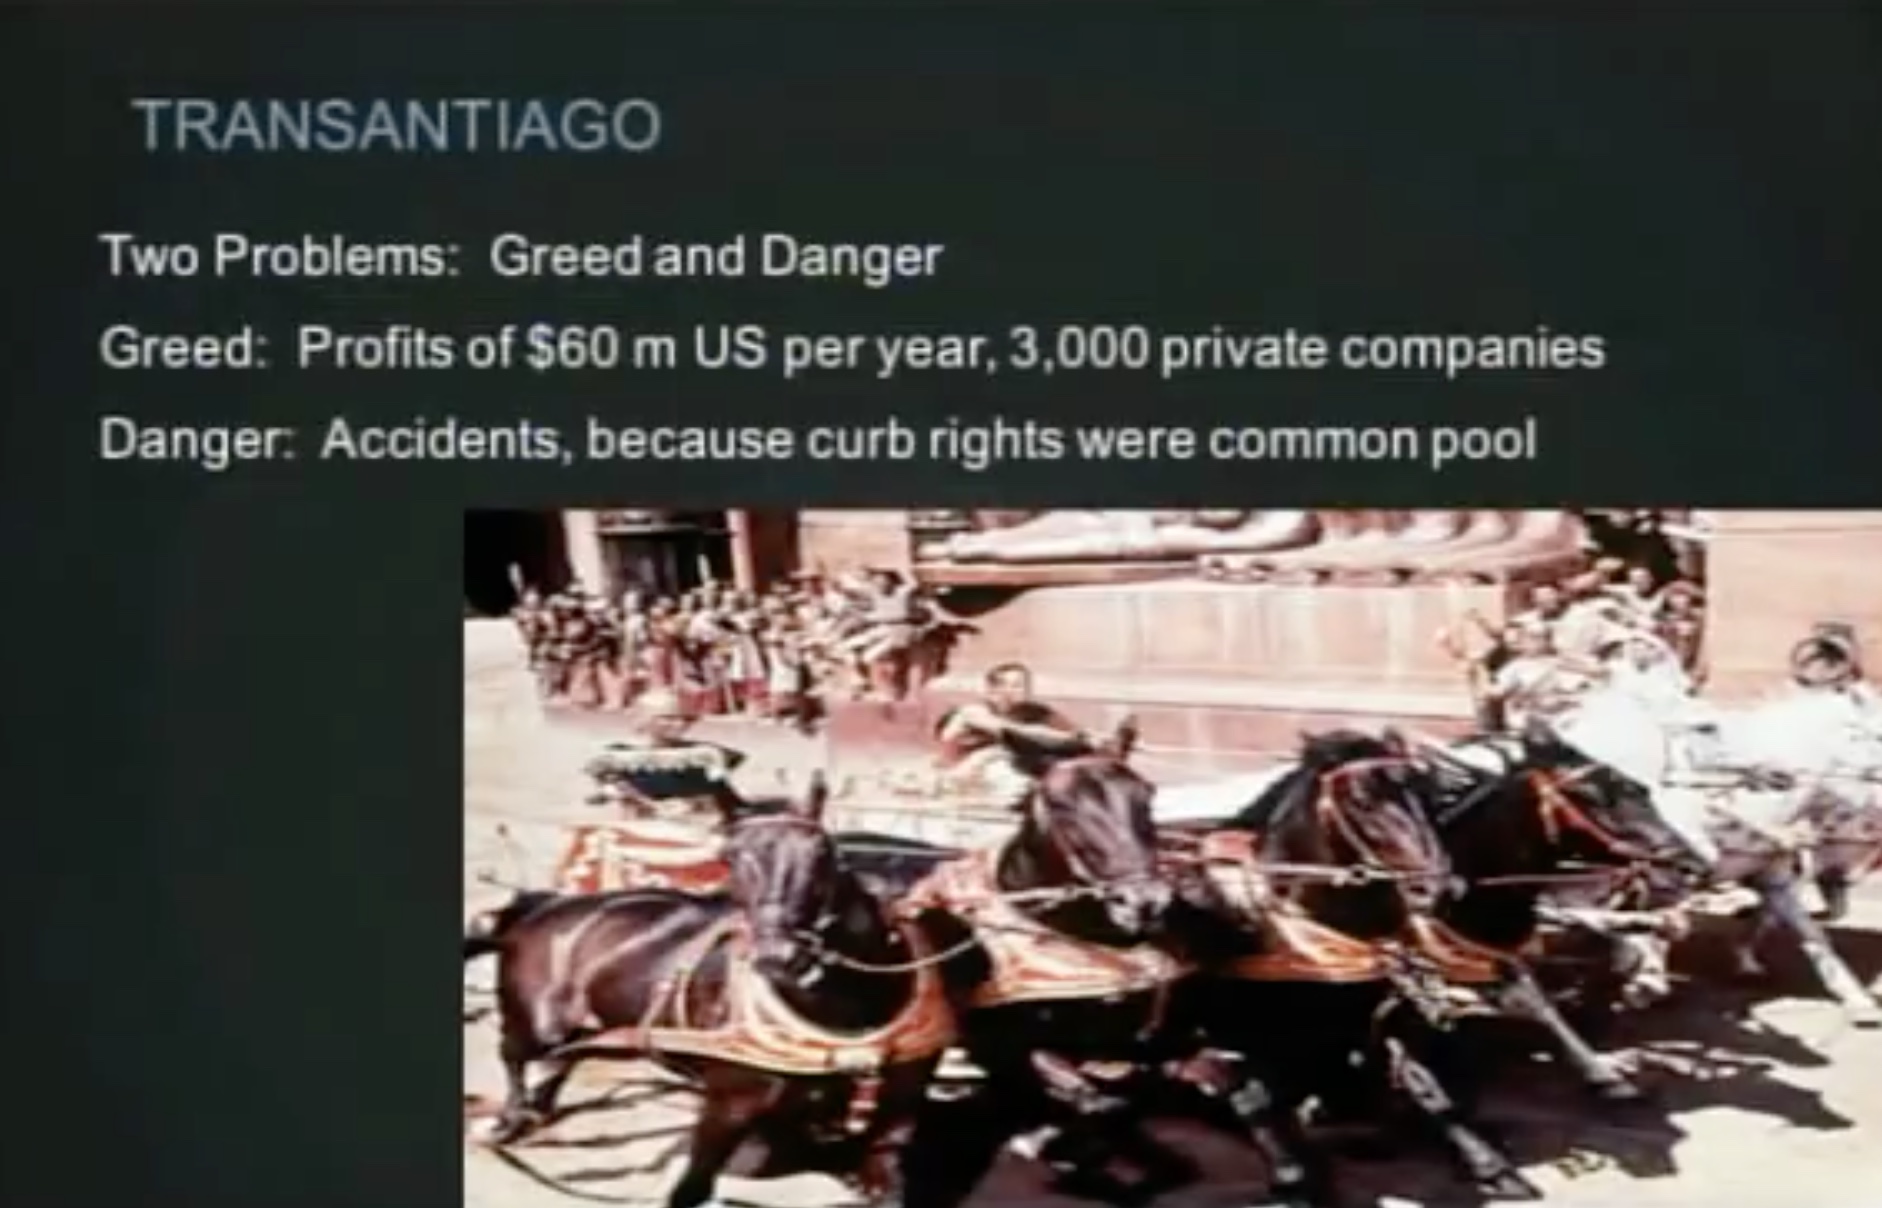 TRANSANTIAGO
Two Problems: Greed and Danger
Greed: Profits of $60 m US per year, 3,000 private companies
Danger: Accidents, because curb rights were common pool